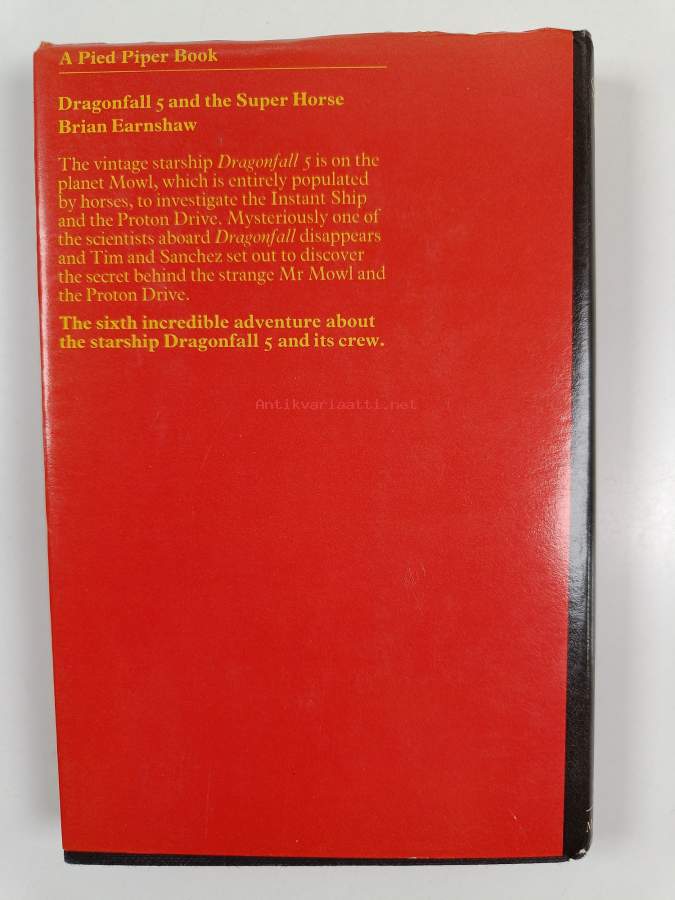 A Pied Piper Book
Dragonfall 5 and the Super Horse
Brian Earnshaw
The vintage starship Dragonfall 5 is on the
planet Mowl, which is entirely populated
by horses, to investigate the Instant Ship
and the Proton Drive. Mysteriously one of
the scientists aboard Dragonfall disappears
and Tim and Sanchez set out to discover
the secret behind the strange Mr Mowl and
the Proton Drive.
The sixth incredible adventure about
the starship Dragonfall 5 and its crew.
Antikvariaatti.net